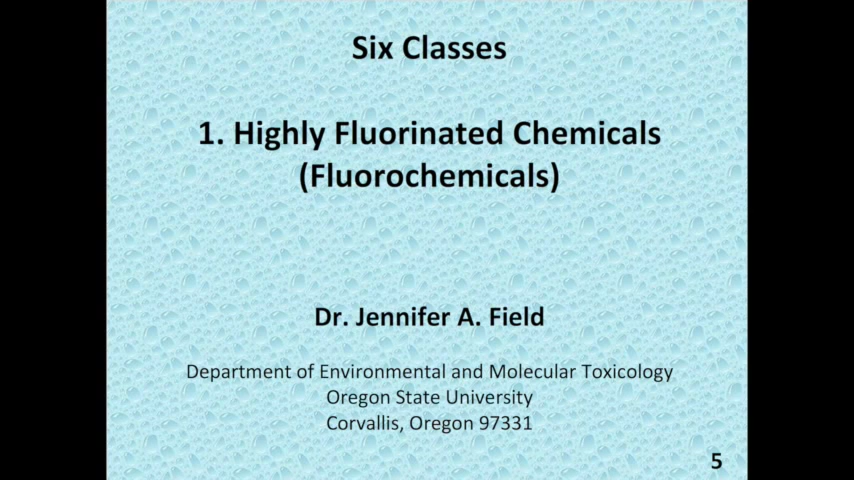 Six Classes
1. Highly Fluorinated Chemicals
(Fluorochemicals)
Dr. Jennifer A. Field
Department of Environmental and Molecular Toxicology
Oregon State University
Corvallis, Oregon 97331
5